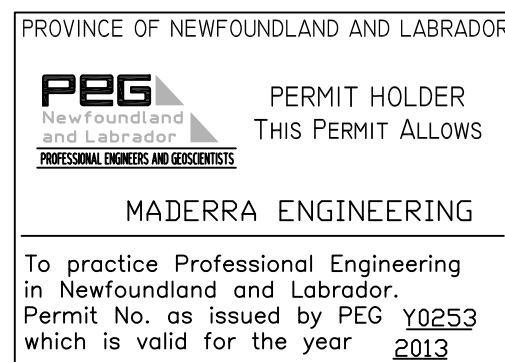 PROVINCE OF NEWFOUNDLAND AND LABRADOR
PEG
Newfoundland
and Labrador
PROFESSIONAL ENGINEERS AND GEOSCIENTISTS
PERMIT HOLDER
THIS PERMIT ALLOWS
MADERRA ENGINEERING
To practice Professional Engineering
in Newfoundland and Labrador.
Permit No. as issued by PEG Y0253
which is valid for the year 2013